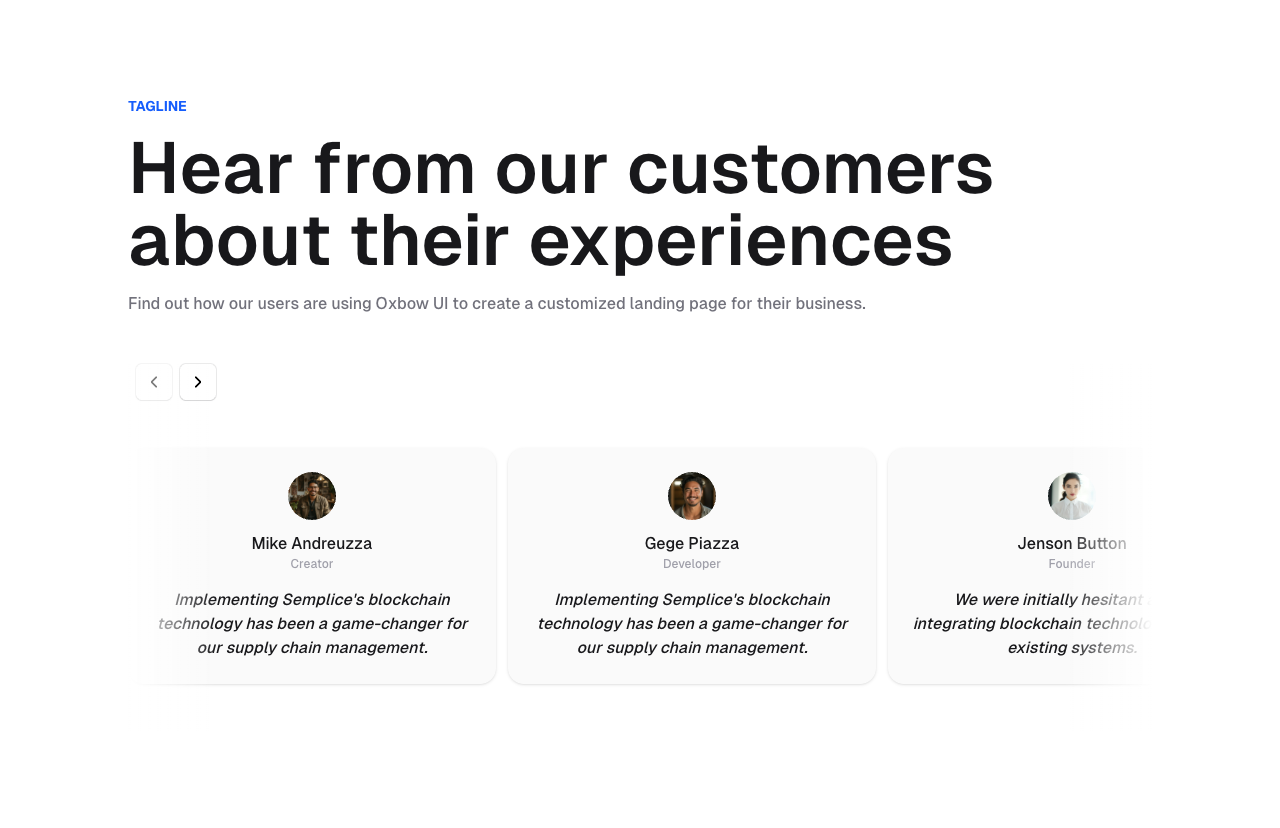 TAGLINE
Hear from our customers
about their experiences
Find out how our users are using Oxbow UI to create a customized landing page for their business.
Mike Andreuzza
Creator
Implementing Semplice's blockchain
technology has been a game-changer for
our supply chain management.
Gege Piazza
Developer
Implementing Semplice's blockchain
technology has been a game-changer for
our supply chain management.
Jenson Button
Founder
We were initially hesitant
integrating blockchain
existing systems.